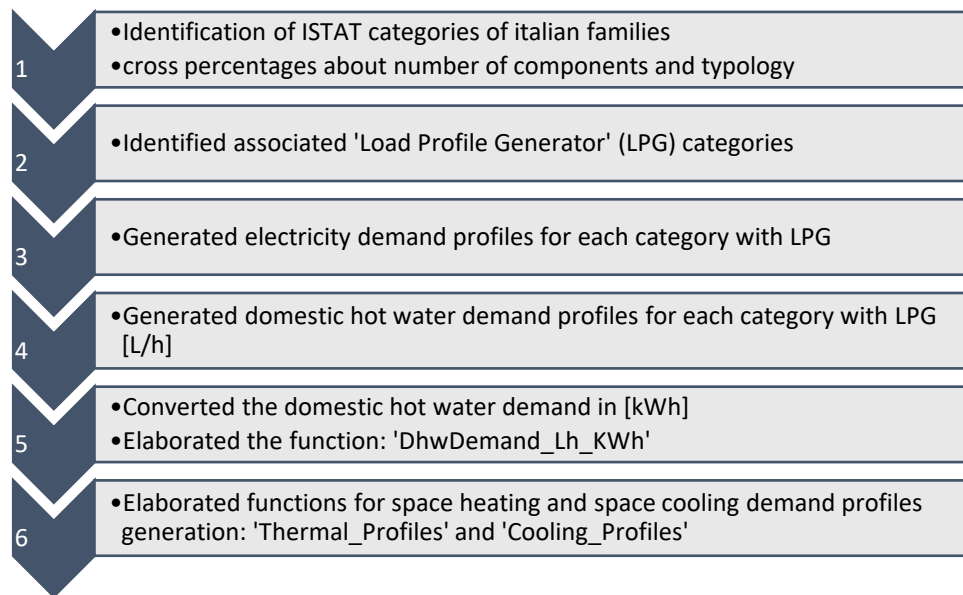 1
•Identification of ISTAT categories of italian families
•cross percentages about number of components and typology
2
•Identified associated 'Load Profile Generator' (LPG) categories
3
•Generated electricity demand profiles for each category with LPG
4
•Generated domestic hot water demand profiles for each category with LPG
[L/h]
5
•Converted the domestic hot water demand in [kWh]
•Elaborated the function: 'DhwDemand_Lh_KWh'
6
•Elaborated functions for space heating and space cooling demand profiles
generation: 'Thermal_Profiles' and 'Cooling_Profiles'